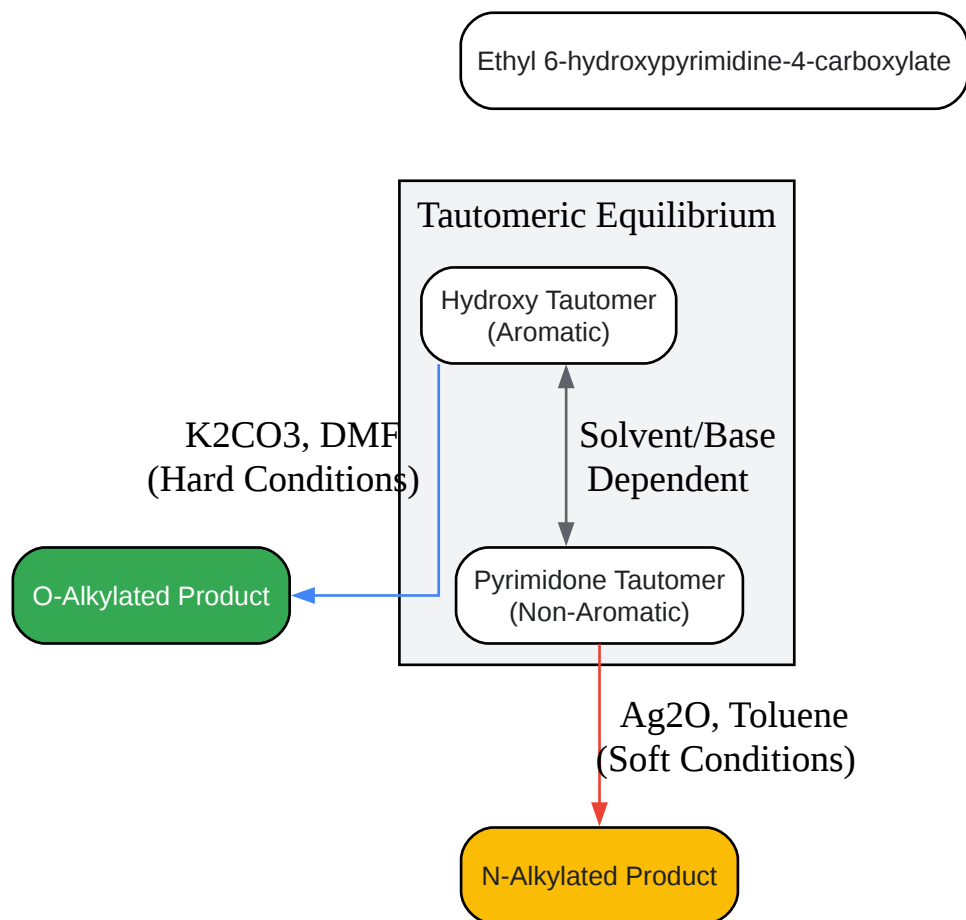 Ethyl 6-hydroxypyrimidine-4-carboxylate
Tautomeric Equilibrium
Hydroxy Tautomer
(Aromatic)
K2CO3, DMF
(Hard Conditions)
Solvent/Base
Dependent
O-Alkylated Product
Pyrimidone Tautomer
(Non-Aromatic)
Ag2O, Toluene
(Soft Conditions)
N-Alkylated Product